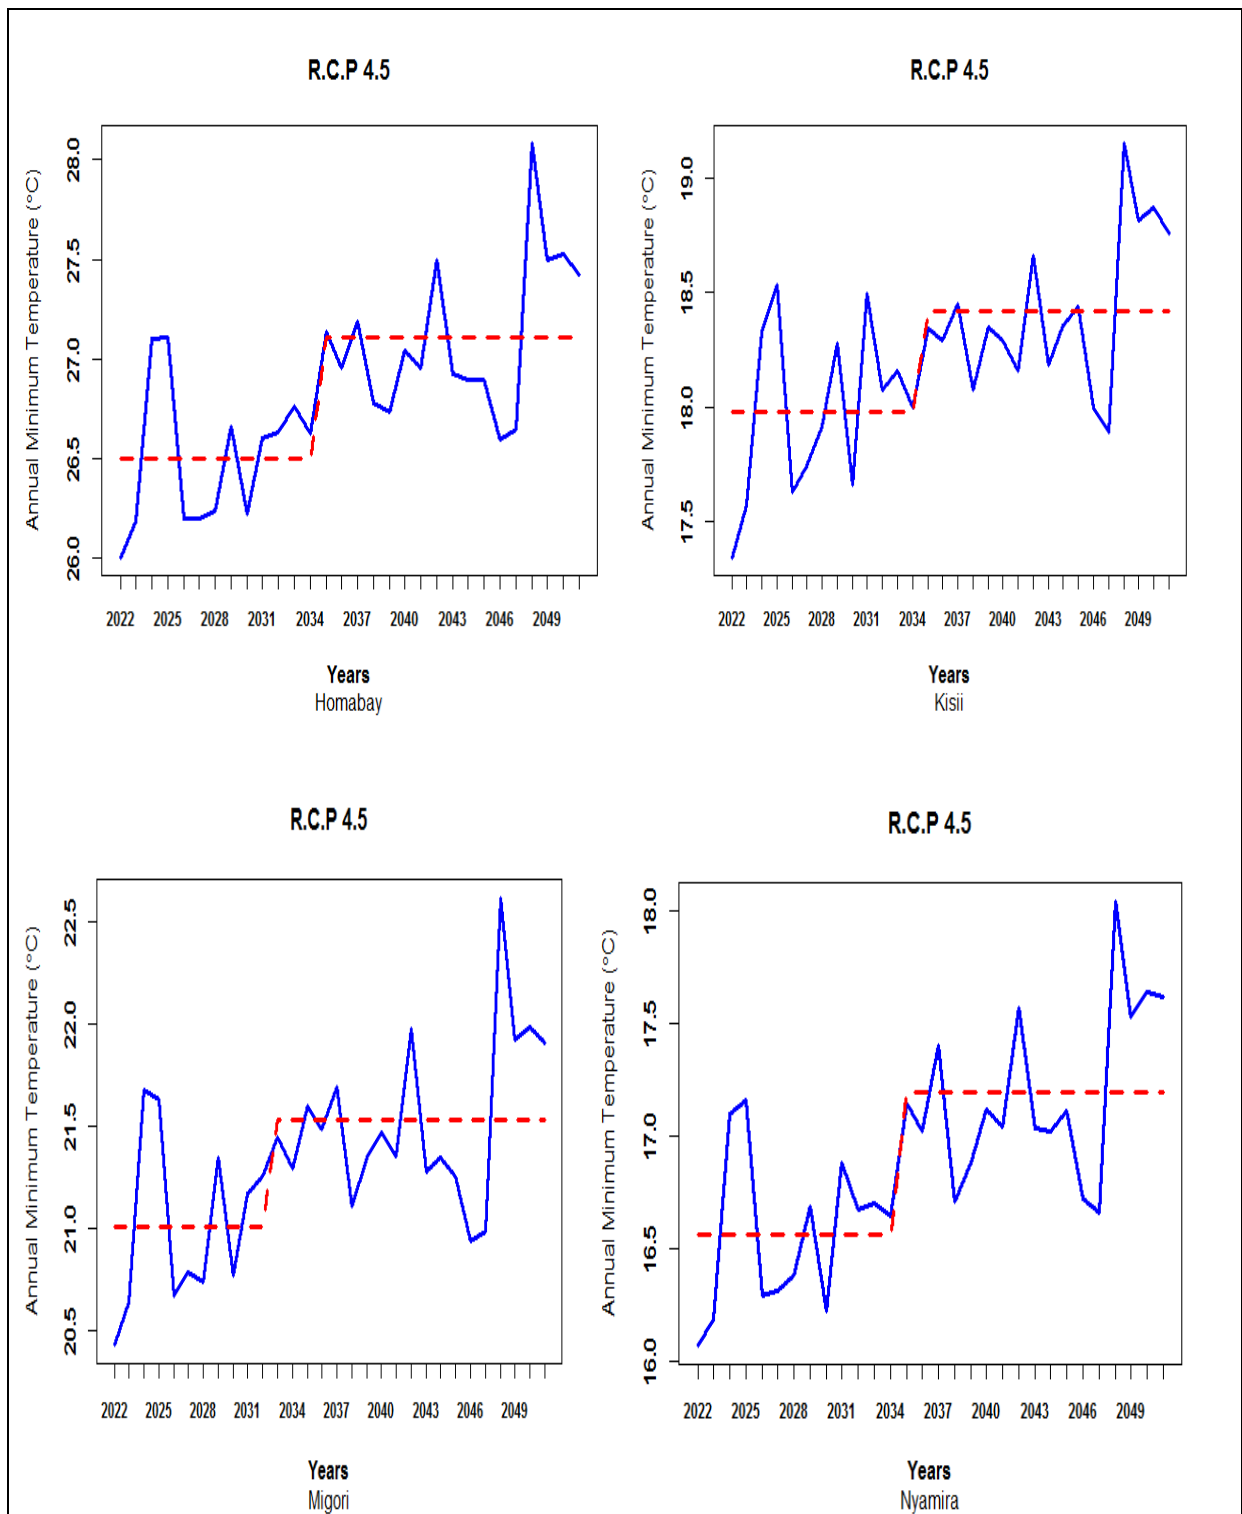 R.C.P 4.5
Annual Minimum Temperature (°C)
28.0
27.5
27.0
26.5
26.0
2022 2025 2028 2031 2034 2037 2040 2043 2046 2049
Years
Homabay
R.C.P 4.5
Annual Minimum Temperature (°C)
19.0
18.5
18.0
17.5
2022 2025 2028 2031 2034 2037 2040 2043 2046 2049
Years
Kisii
R.C.P 4.5
Annual Minimum Temperature (°C)
22.5
22.0
21.5
21.0
20.5
2022 2025 2028 2031 2034 2037 2040 2043 2046 2049
Years
Migori
R.C.P 4.5
Annual Minimum Temperature (°C)
18.0
17.5
17.0
16.5
16.0
2022 2025 2028 2031 2034 2037 2040 2043 2046 2049
Years
Nyamira